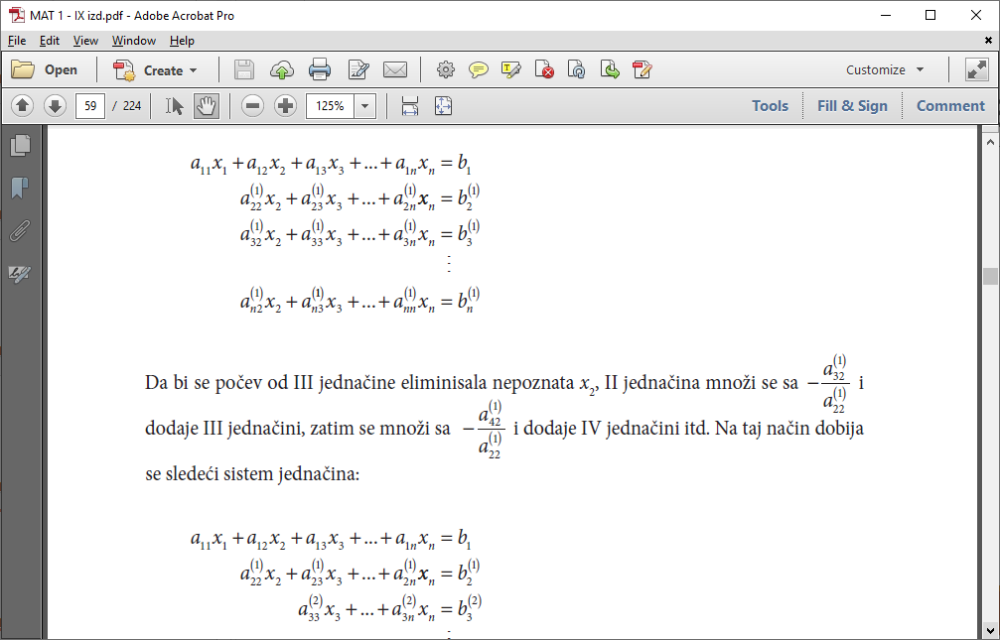 MAT 1 - IX izd.pdf - Adobe Acrobat Pro
File Edit View Window Help
Open Create Customize
59 / 224 125% Tools Fill & Sign Comment
a₁₁x₁ + a₁₂x₂ + a₁₃x₃ + ... + a₁ₙxₙ = b₁
a₂₂⁽¹⁾x₂ + a₂₃⁽¹⁾x₃ + ... + a₂ₙ⁽¹⁾xₙ = b₂⁽¹⁾
a₃₂⁽¹⁾x₂ + a₃₃⁽¹⁾x₃ + ... + a₃ₙ⁽¹⁾xₙ = b₃⁽¹⁾
⋮
aₙ₂⁽¹⁾x₂ + aₙ₃⁽¹⁾x₃ + ... + aₙₙ⁽¹⁾xₙ = bₙ⁽¹⁾
Da bi se počev od III jednačine eliminisala nepoznata x₂, II jednačina množi se sa −a₃₂⁽¹⁾/a₂₂⁽¹⁾ i
dodaje III jednačini, zatim se množi sa −a₄₂⁽¹⁾/a₂₂⁽¹⁾ i dodaje IV jednačini itd. Na taj način dobija
se sledeći sistem jednačina:
a₁₁x₁ + a₁₂x₂ + a₁₃x₃ + ... + a₁ₙxₙ = b₁
a₂₂⁽¹⁾x₂ + a₂₃⁽¹⁾x₃ + ... + a₂ₙ⁽¹⁾xₙ = b₂⁽¹⁾
a₃₃⁽²⁾x₃ + ... + a₃ₙ⁽²⁾xₙ = b₃⁽²⁾
⋮